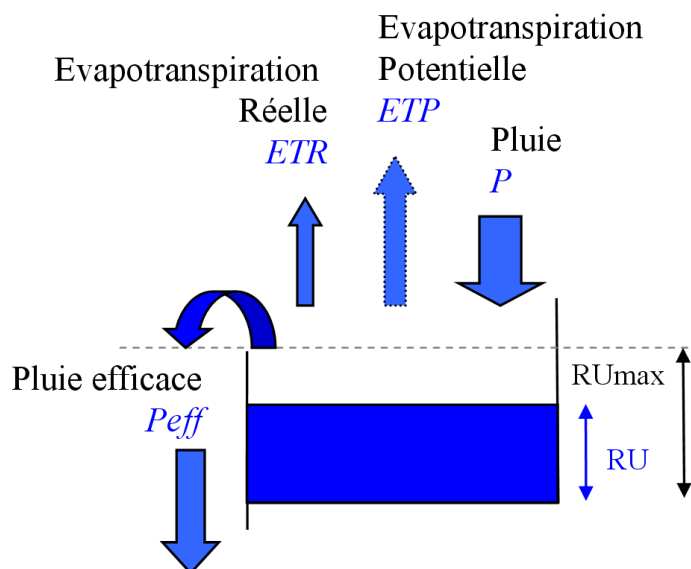 Evapotranspiration
Réelle
ETR
Evapotranspiration
Potentielle
ETP
Pluie
P
Pluie efficace
Peff
RUmax
RU